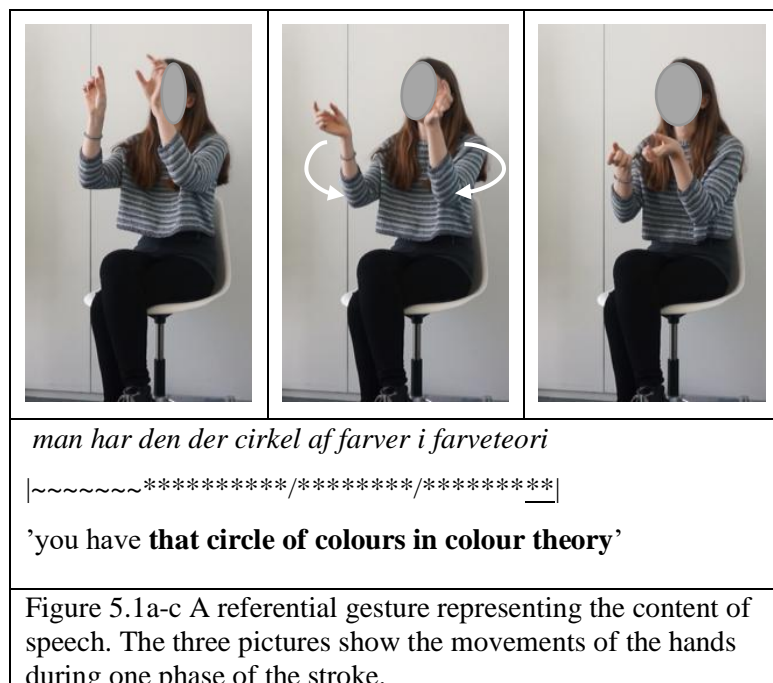 man har den der cirkel af farver i farveteori
|~~~~~~~**********/********/*********|
’you have that circle of colours in colour theory’
Figure 5.1a-c A referential gesture representing the content of
speech. The three pictures show the movements of the hands
during one phase of the stroke.